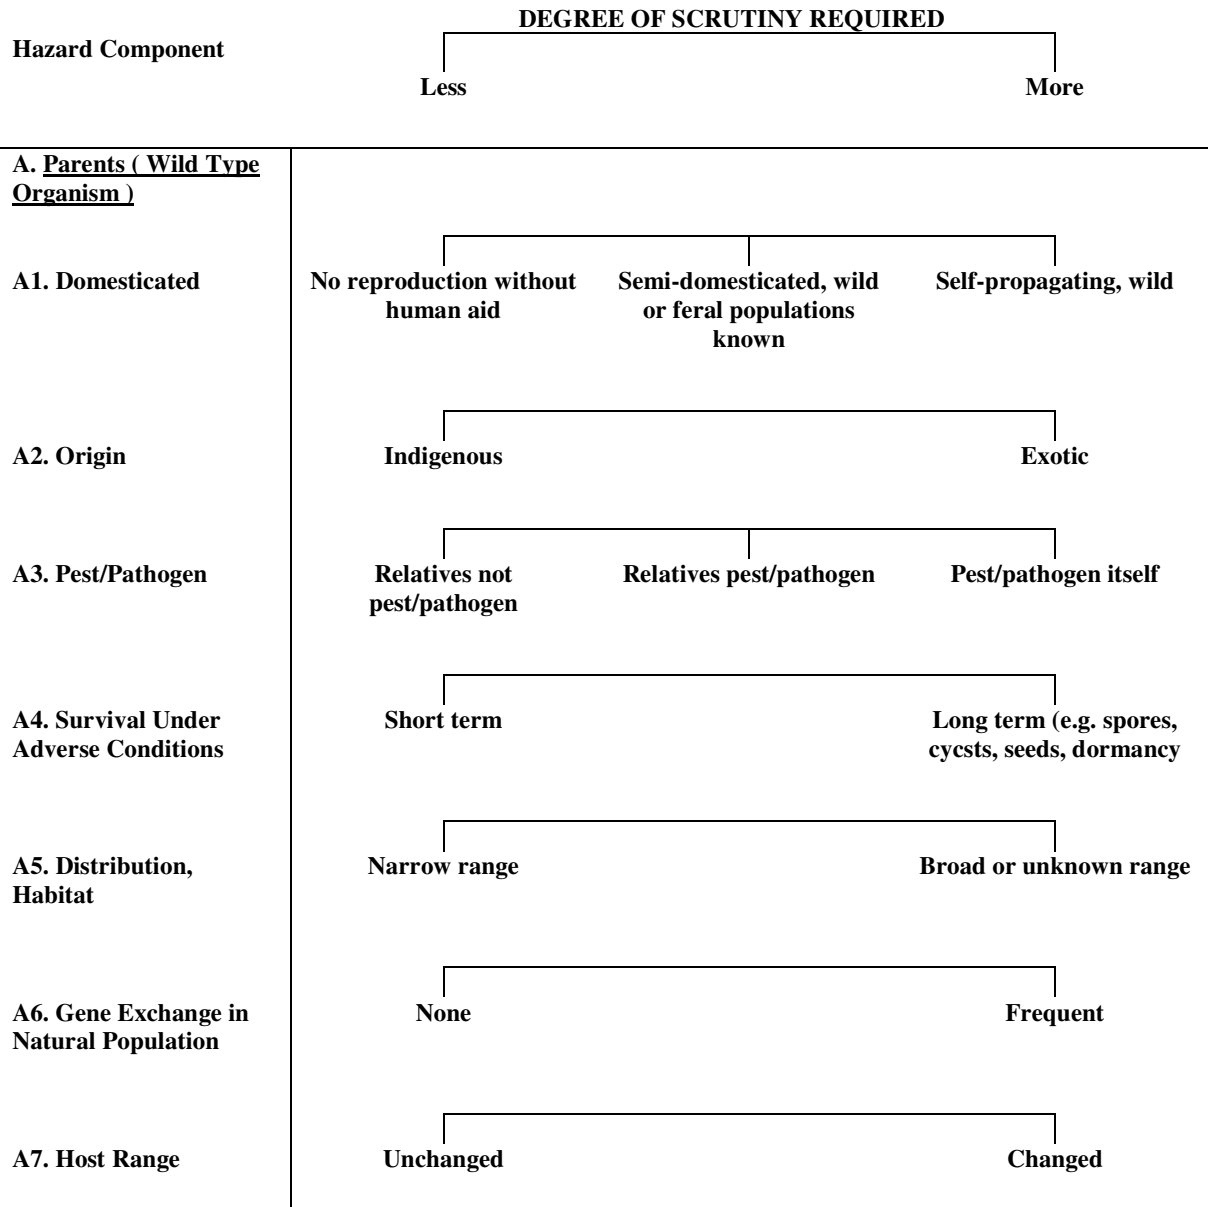 DEGREE OF SCRUTINY REQUIRED
Hazard Component
Less More
A. Parents ( Wild Type
Organism )
A1. Domesticated No reproduction without Semi-domesticated, wild Self-propagating, wild
human aid or feral populations
known
A2. Origin Indigenous Exotic
A3. Pest/Pathogen Relatives not Relatives pest/pathogen Pest/pathogen itself
pest/pathogen
A4. Survival Under Short term Long term (e.g. spores,
Adverse Conditions cycsts, seeds, dormancy
A5. Distribution, Narrow range Broad or unknown range
Habitat
A6. Gene Exchange in None Frequent
Natural Population
A7. Host Range Unchanged Changed